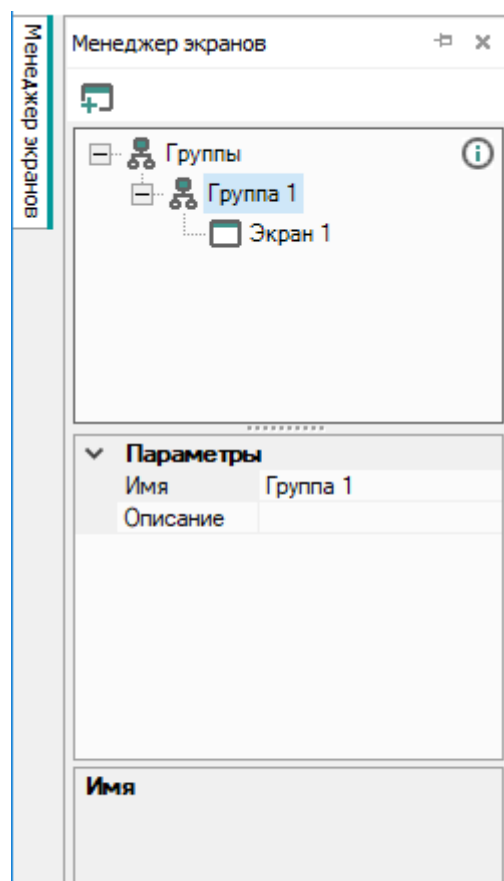 Менеджер экранов
Менеджер экранов
Группы
Группа 1
Экран 1
Параметры
Имя Группа 1
Описание
Имя